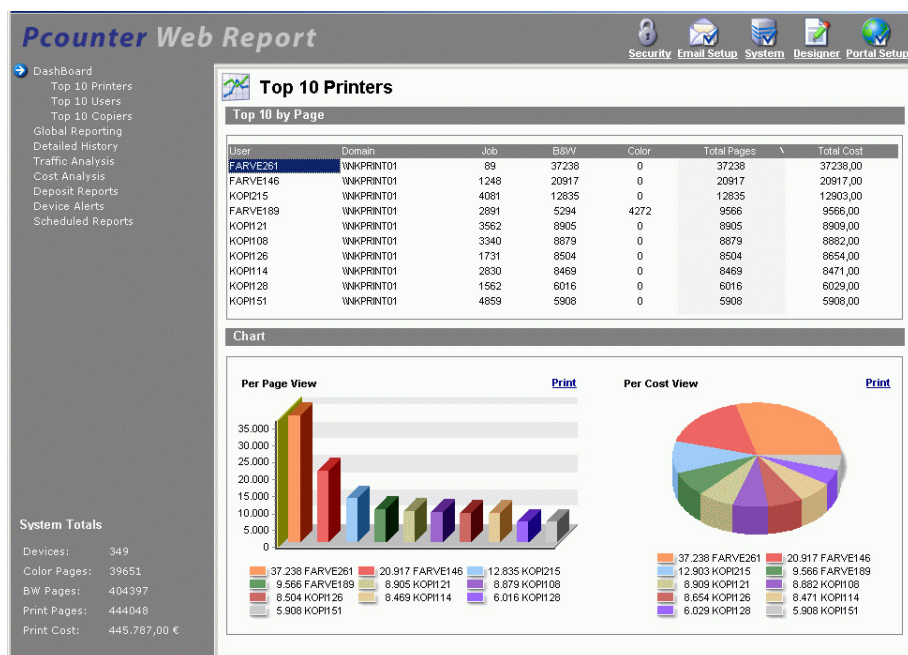 Pcounter Web Report
Security Email Setup System Designer Portal Setup
DashBoard
Top 10 Printers
Top 10 Users
Top 10 Copiers
Global Reporting
Detailed History
Traffic Analysis
Cost Analysis
Deposit Reports
Device Alerts
Scheduled Reports
System Totals
Devices: 349
Color Pages: 39651
BW Pages: 404397
Print Pages: 444048
Print Cost: 445.787,00 €
Top 10 Printers
Top 10 by Page
User Domain Job B&W Color Total Pages \ Total Cost
FARVE261 \\NKPRINT01 89 37238 0 37238 37238,00
FARVE146 \\NKPRINT01 1248 20917 0 20917 20917,00
KOPI215 \\NKPRINT01 4081 12835 0 12835 12903,00
FARVE189 \\NKPRINT01 2891 5294 4272 9566 9566,00
KOPI121 \\NKPRINT01 3562 8905 0 8905 8909,00
KOPI108 \\NKPRINT01 3340 8879 0 8879 8882,00
KOPI126 \\NKPRINT01 1731 8504 0 8504 8654,00
KOPI114 \\NKPRINT01 2830 8469 0 8469 8471,00
KOPI128 \\NKPRINT01 1562 6016 0 6016 6029,00
KOPI151 \\NKPRINT01 4859 5908 0 5908 5908,00
Chart
Per Page View Print
35.000
30.000
25.000
20.000
15.000
10.000
5.000
0
37.238 FARVE261 20.917 FARVE146 12.835 KOPI215
9.566 FARVE189 8.905 KOPI121 8.879 KOPI108
8.504 KOPI126 8.469 KOPI114 6.016 KOPI128
5.908 KOPI151
Per Cost View Print
37.238 FARVE261 20.917 FARVE146
12.903 KOPI215 9.566 FARVE189
8.909 KOPI121 8.882 KOPI108
8.654 KOPI126 8.471 KOPI114
6.029 KOPI128 5.908 KOPI151